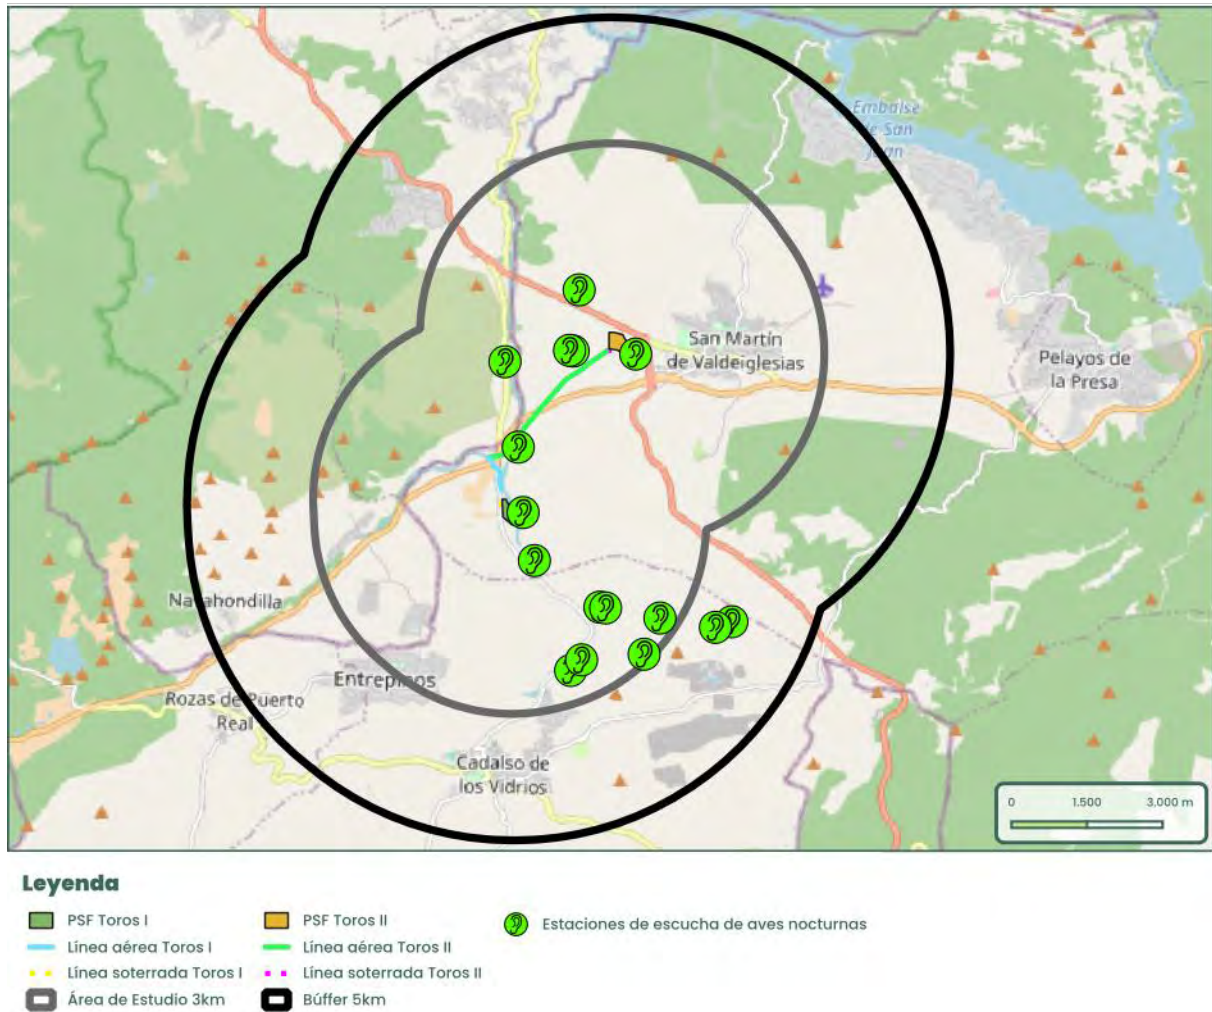 Embalse
de San
Juan
San Martín
de Valdeiglesias
Pelayos de
la Presa
Navahondilla
Entrepinos
Rozas de Puerto
Real
Cadalso de
los Vidrios
0 1.500 3.000 m
Leyenda
PSF Toros I
PSF Toros II
Estaciones de escucha de aves nocturnas
Línea aérea Toros I
Línea aérea Toros II
Línea soterrada Toros I
Línea soterrada Toros II
Área de Estudio 3km
Búffer 5km